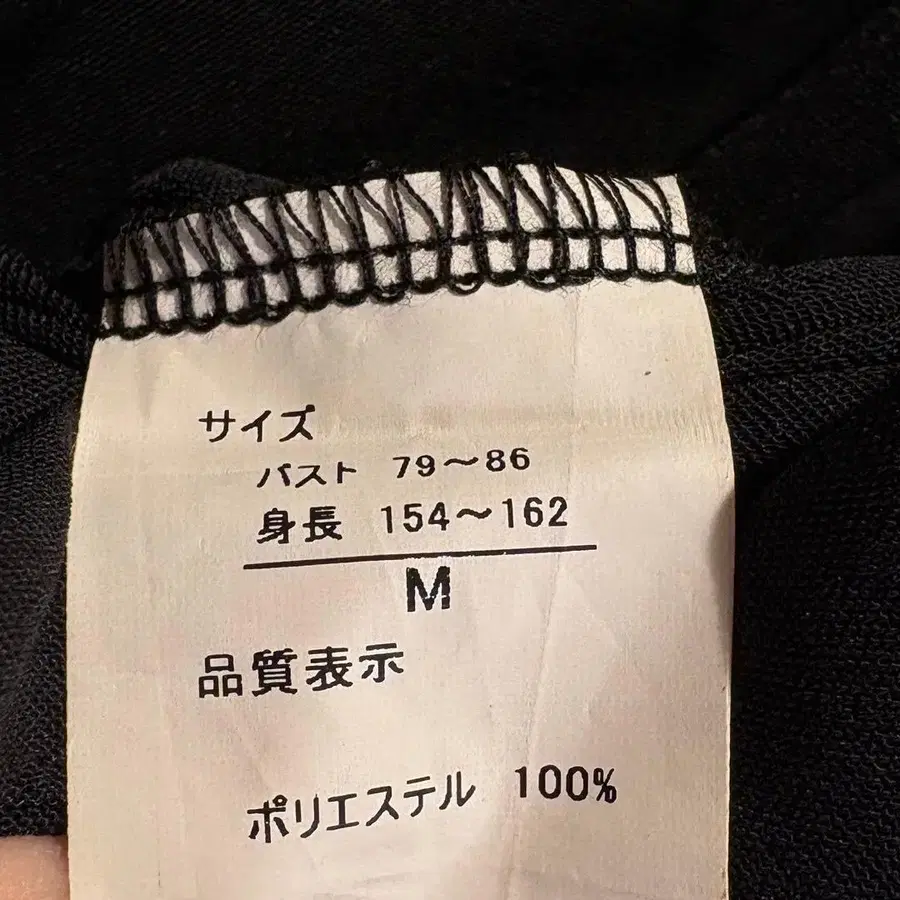 サイズ
バスト 79～86
身長 154～162
M
品質表示
ポリエステル 100%